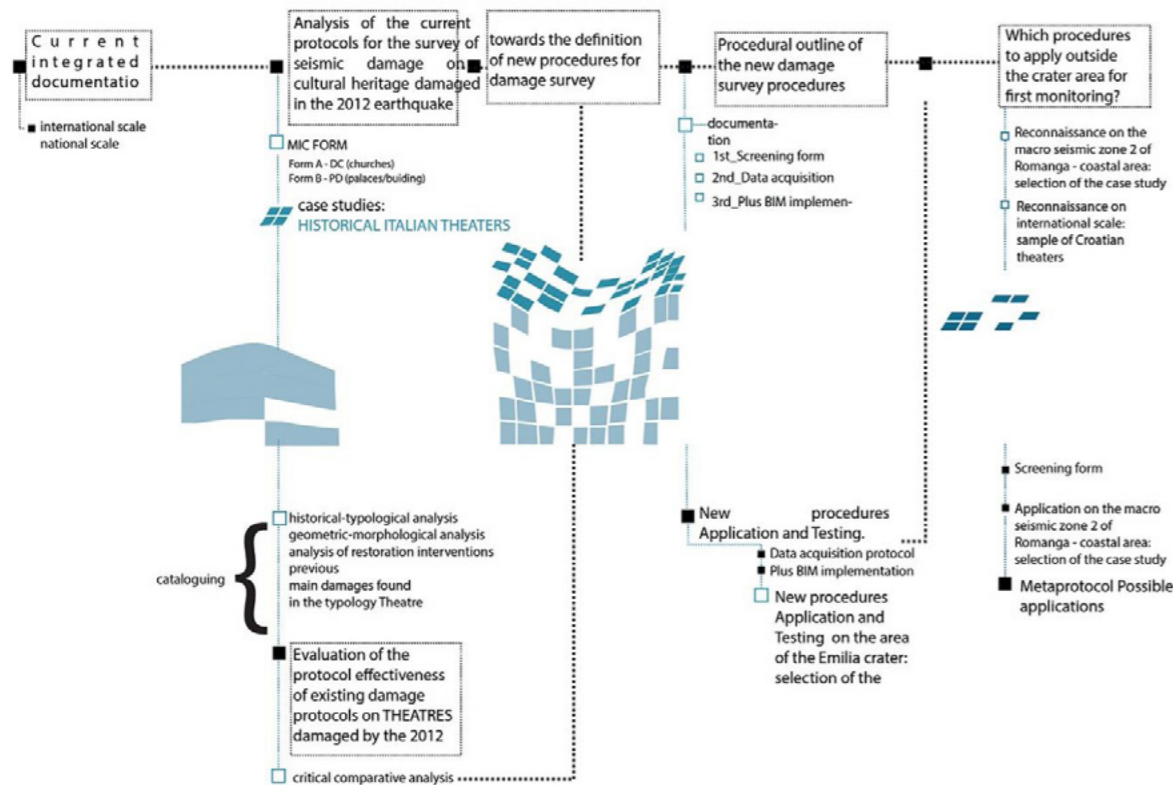 Current
integrated
documentatio
international scale
national scale
Analysis of the current
protocols for the survey of
seismic damage on
cultural heritage damaged
in the 2012 earthquake
MIC FORM
Form A - DC (churches)
Form B - PD (palaces/buiding)
case studies:
HISTORICAL ITALIAN THEATERS
cataloguing
historical-typological analysis
geometric-morphological analysis
analysis of restoration interventions
previous
main damages found
in the typology Theatre
Evaluation of the
protocol effectiveness
of existing damage
protocols on THEATRES
damaged by the 2012
critical comparative analysis
towards the definition
of new procedures for
damage survey
Procedural outline of
the new damage
survey procedures
documenta-
tion
1st_Screening form
2nd_Data acquisition
3rd_Plus BIM implemen-
New procedures
Application and Testing.
Data acquisition protocol
Plus BIM implementation
New procedures
Application and
Testing on the area
of the Emilia crater:
selection of the
Which procedures
to apply outside
the crater area for
first monitoring?
Reconnaissance on the
macro seismic zone 2 of
Romanga - coastal area:
selection of the case study
Reconnaissance on
international scale:
sample of Croatian
theaters
Screening form
Application on the macro
seismic zone 2 of
Romanga - coastal area:
selection of the case study
Metaprotocol Possible
applications